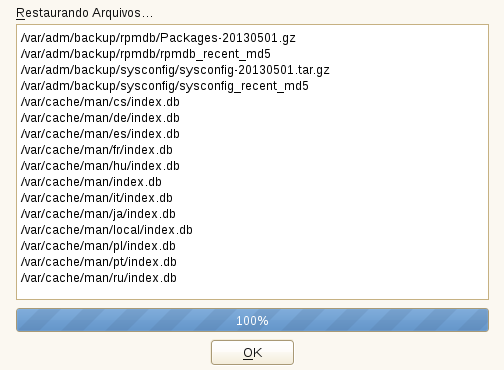 Restaurando Arquivos...
/var/adm/backup/rpmdb/Packages-20130501.gz
/var/adm/backup/rpmdb/rpmdb_recent_md5
/var/adm/backup/sysconfig/sysconfig-20130501.tar.gz
/var/adm/backup/sysconfig/sysconfig_recent_md5
/var/cache/man/cs/index.db
/var/cache/man/de/index.db
/var/cache/man/es/index.db
/var/cache/man/fr/index.db
/var/cache/man/hu/index.db
/var/cache/man/index.db
/var/cache/man/it/index.db
/var/cache/man/ja/index.db
/var/cache/man/local/index.db
/var/cache/man/pl/index.db
/var/cache/man/pt/index.db
/var/cache/man/ru/index.db
100%
OK